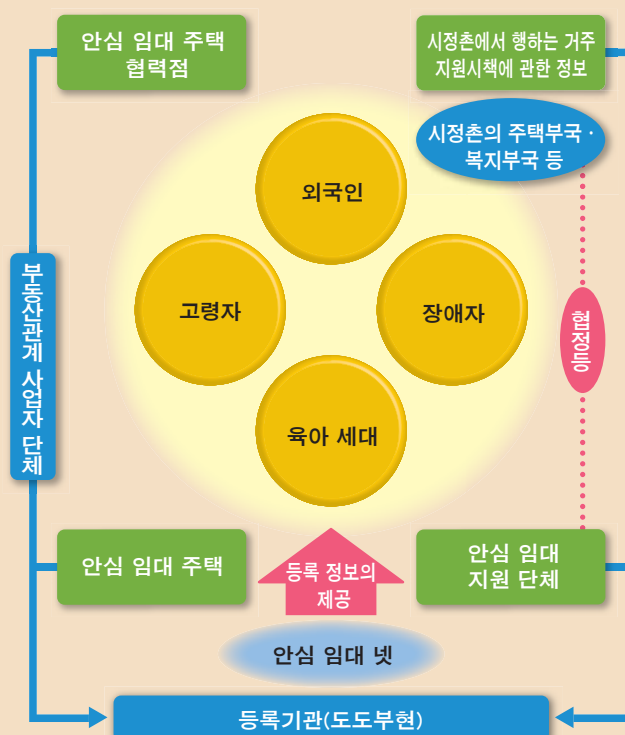 안심 임대 주택
협력점
시정촌에서 행하는 거주
지원시책에 관한 정보
시정촌의 주택부국 ·
복지부국 등
외국인
고령자
장애자
육아 세대
부동산관계 사업자 단체
협정등
안심 임대 주택
등록 정보의
제공
안심 임대
지원 단체
안심 임대 넷
등록기관(도도부현)